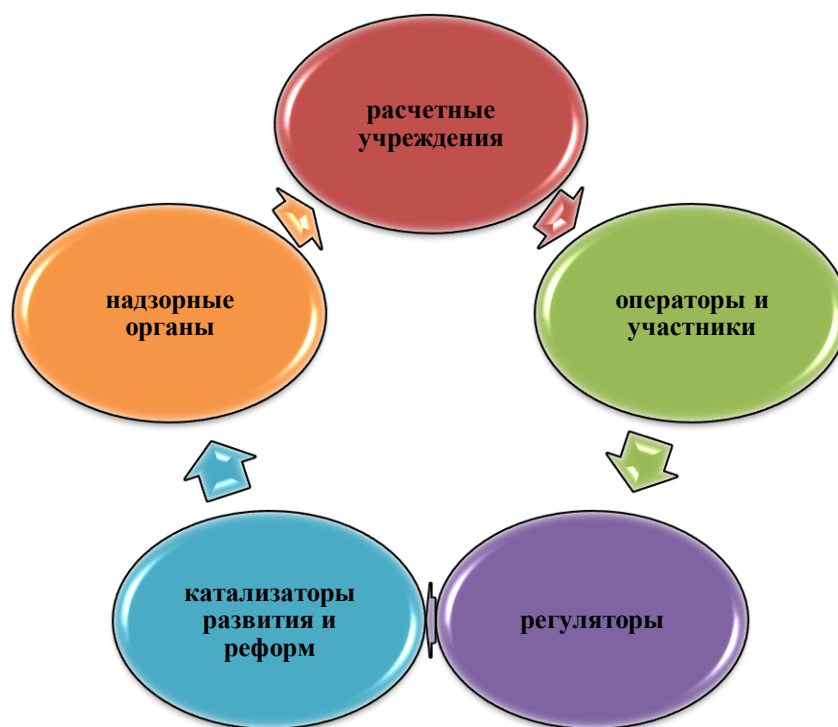 расчетные
учреждения
операторы и
участники
регуляторы
катализаторы
развития и
реформ
надзорные
органы